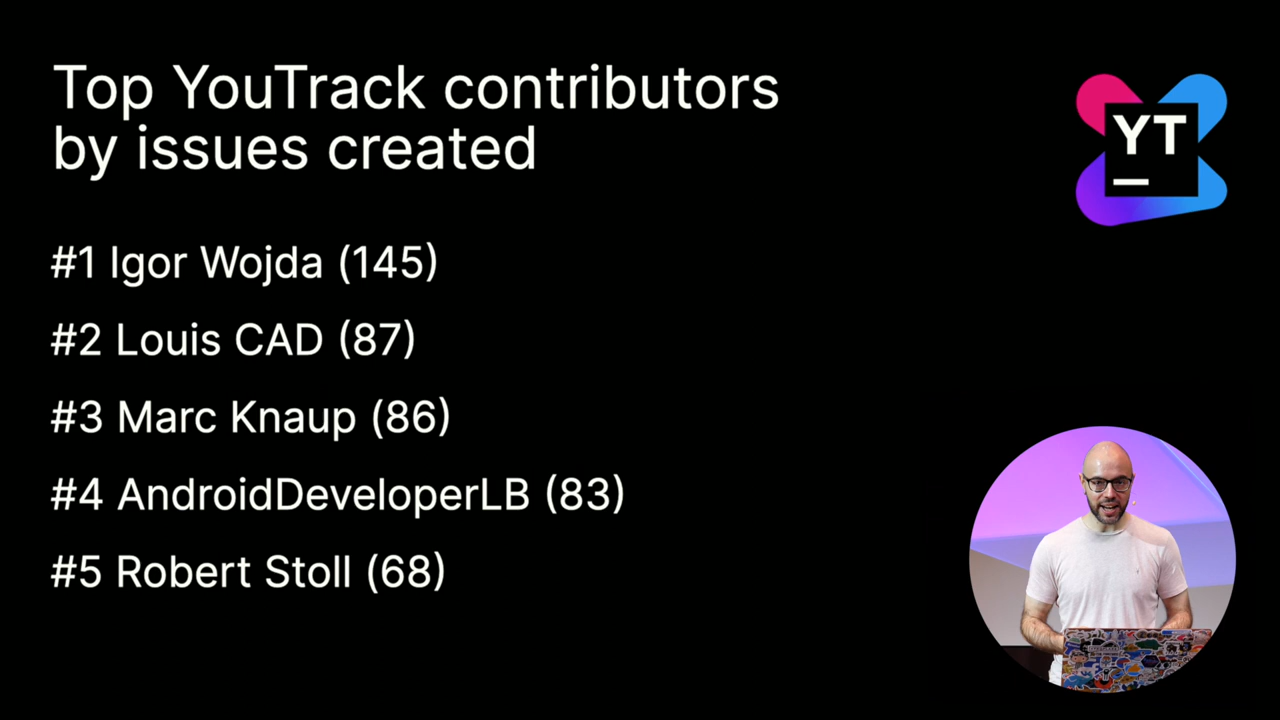 Top YouTrack contributors
by issues created
YT
#1 Igor Wojda (145)
#2 Louis CAD (87)
#3 Marc Knaup (86)
#4 AndroidDeveloperLB (83)
#5 Robert Stoll (68)